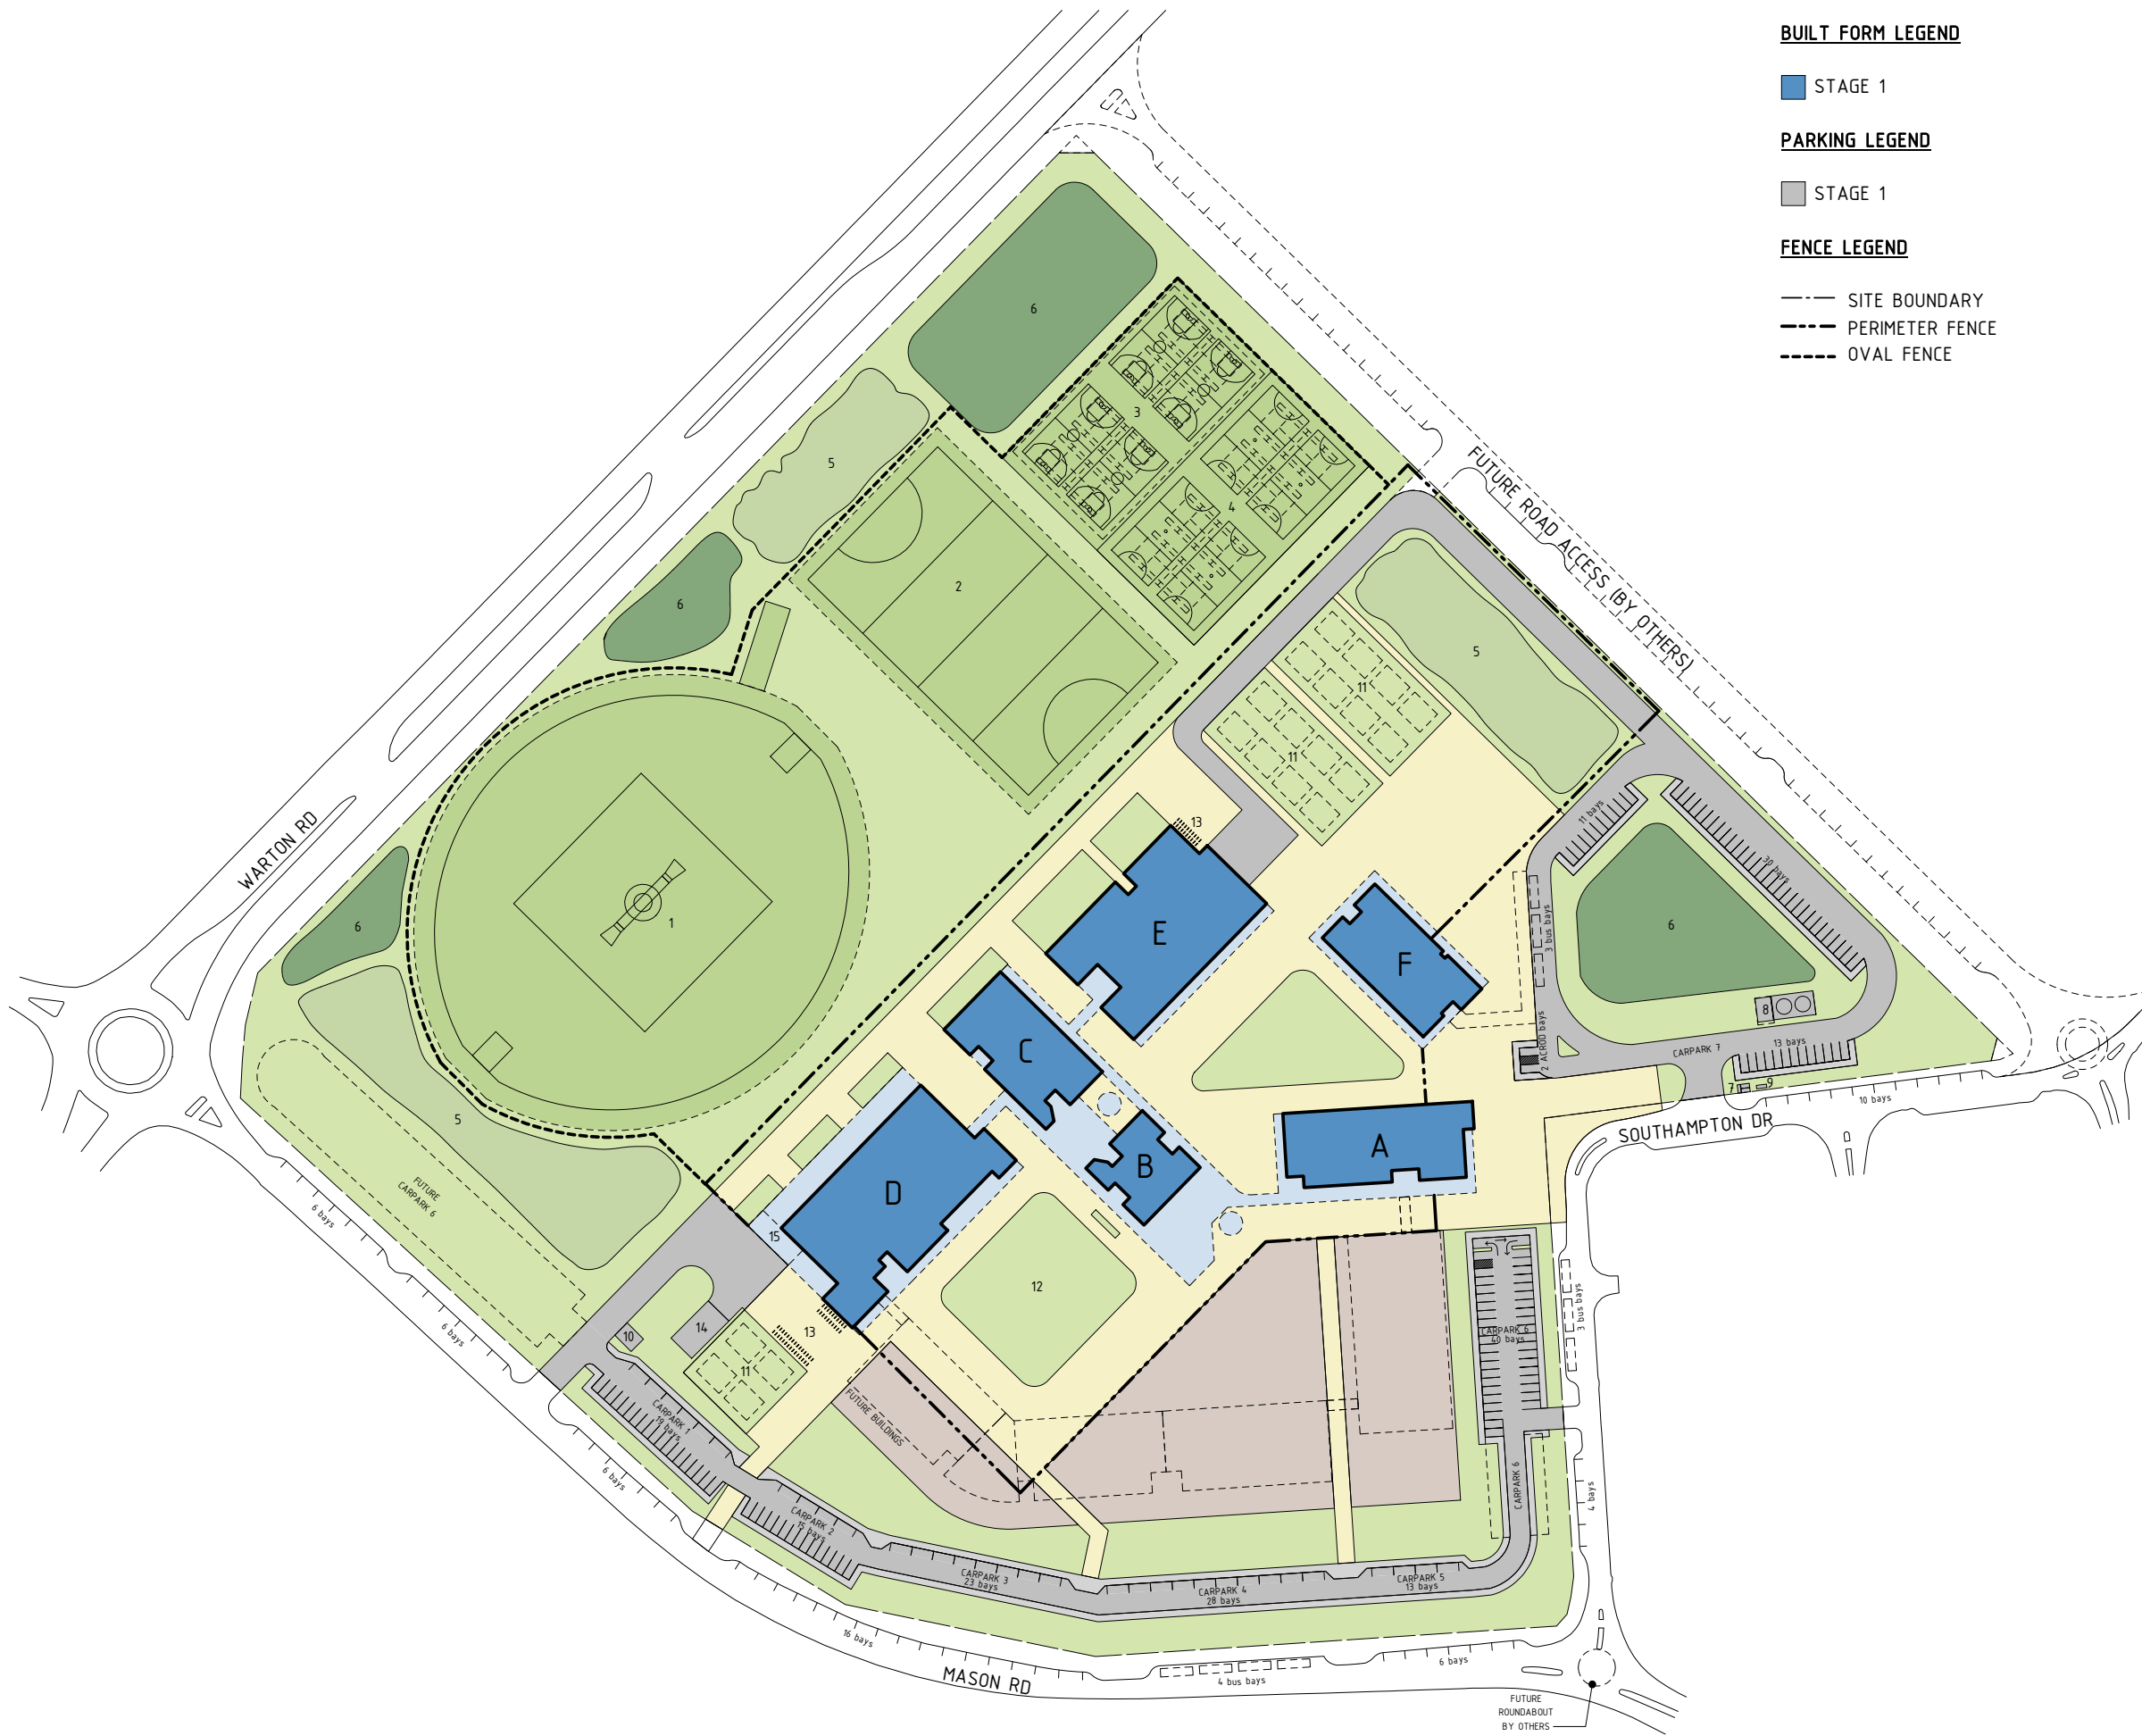 BUILT FORM LEGEND
STAGE 1
PARKING LEGEND
STAGE 1
FENCE LEGEND
SITE BOUNDARY
PERIMETER FENCE
OVAL FENCE
6
3
4
5
2
6
FUTURE ROAD ACCESS (BY OTHERS)
5
11
11
WARTON RD
13
11 bays
30 bays
6
1
E
F
3 bus bays
6
8
C
2 ACROD bays
CARPARK 7
13 bays
7
9
10 bays
5
SOUTHAMPTON DR
A
B
D
FUTURE
CARPARK 6
6 bays
15
12
3 bus bays
10
14
13
CARPARK 6
40 bays
6 bays
11
FUTURE BUILDINGS
CARPARK 1
19 bays
6 bays
CARPARK 6
4 bays
CARPARK 2
15 bays
CARPARK 3
23 bays
CARPARK 4
28 bays
CARPARK 5
13 bays
16 bays
6 bays
4 bus bays
MASON RD
FUTURE
ROUNDABOUT
BY OTHERS